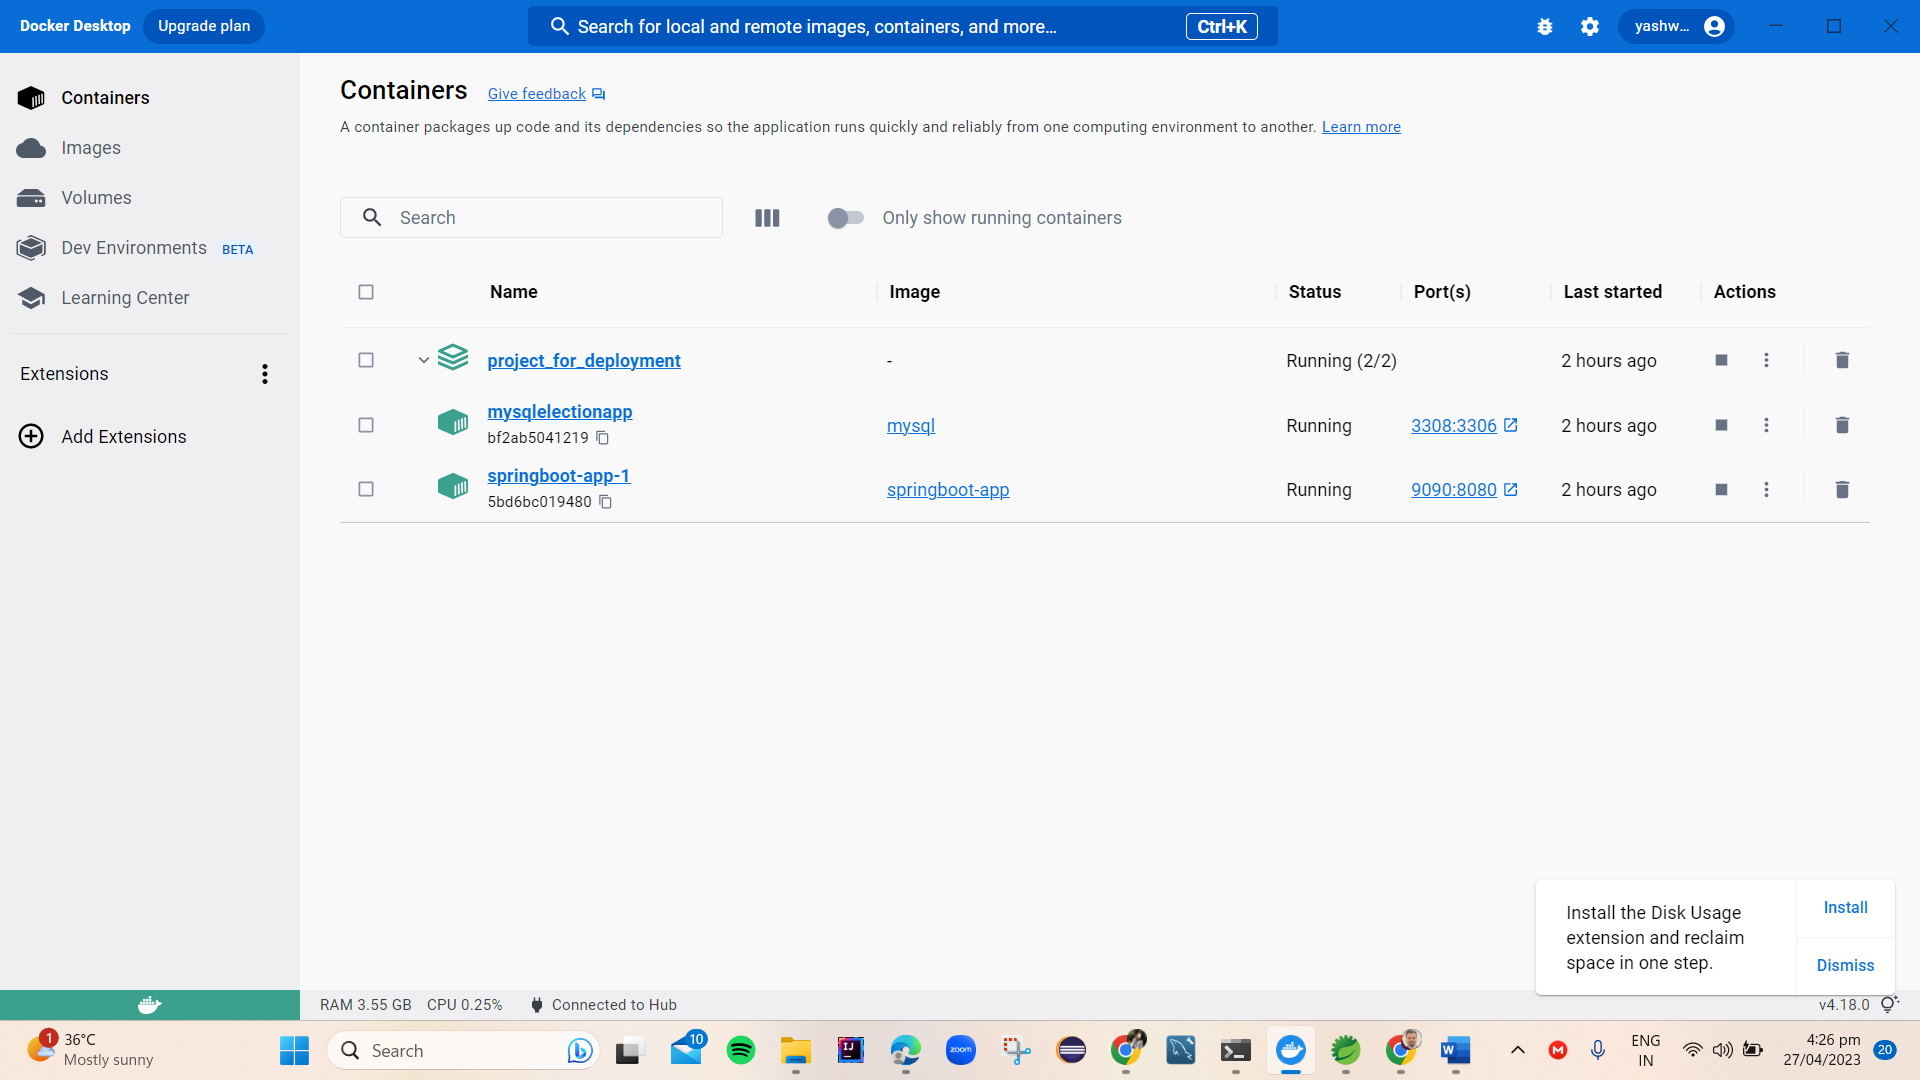 Docker Desktop
Upgrade plan
Search for local and remote images, containers, and more...
Ctrl+K
yashw...
Containers
Images
Volumes
Dev Environments BETA
Learning Center
Extensions
Add Extensions
Containers
Give feedback
A container packages up code and its dependencies so the application runs quickly and reliably from one computing environment to another. Learn more
Search
Only show running containers
Name Image Status Port(s) Last started Actions
project_for_deployment - Running (2/2) 2 hours ago
mysqlelectionapp
bf2ab5041219
mysql Running 3308:3306 2 hours ago
springboot-app-1
5bd6bc019480
springboot-app Running 9090:8080 2 hours ago
Install the Disk Usage
extension and reclaim
space in one step.
Install
Dismiss
RAM 3.55 GB CPU 0.25% Connected to Hub
v4.18.0
1
36°C
Mostly sunny
Search
10
IJ
zoom
W
M
ENG
IN
4:26 pm
27/04/2023
20